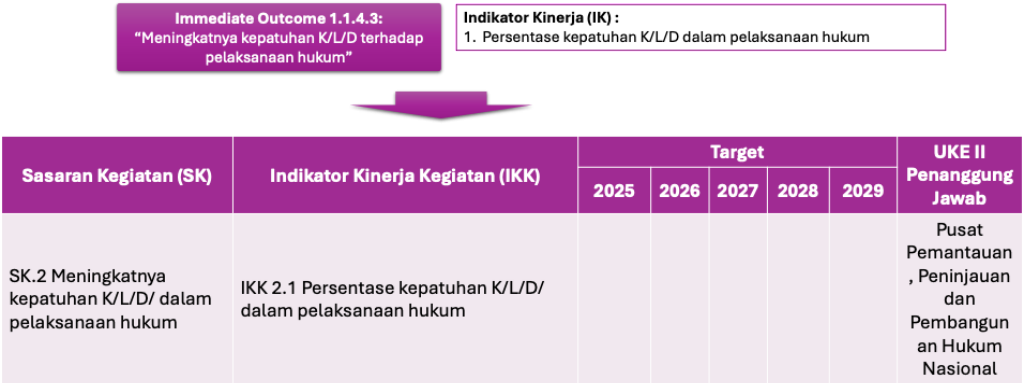 Immediate Outcome 1.1.4.3:
“Meningkatnya kepatuhan K/L/D terhadap
pelaksanaan hukum”
Indikator Kinerja (IK) :
1. Persentase kepatuhan K/L/D dalam pelaksanaan hukum
Sasaran Kegiatan (SK)
Indikator Kinerja Kegiatan (IKK)
Target
2025
2026
2027
2028
2029
UKE II
Penanggung
Jawab
SK.2 Meningkatnya
kepatuhan K/L/D/ dalam
pelaksanaan hukum
IKK 2.1 Persentase kepatuhan K/L/D/
dalam pelaksanaan hukum
Pusat
Pemantauan
, Peninjauan
dan
Pembangun
an Hukum
Nasional